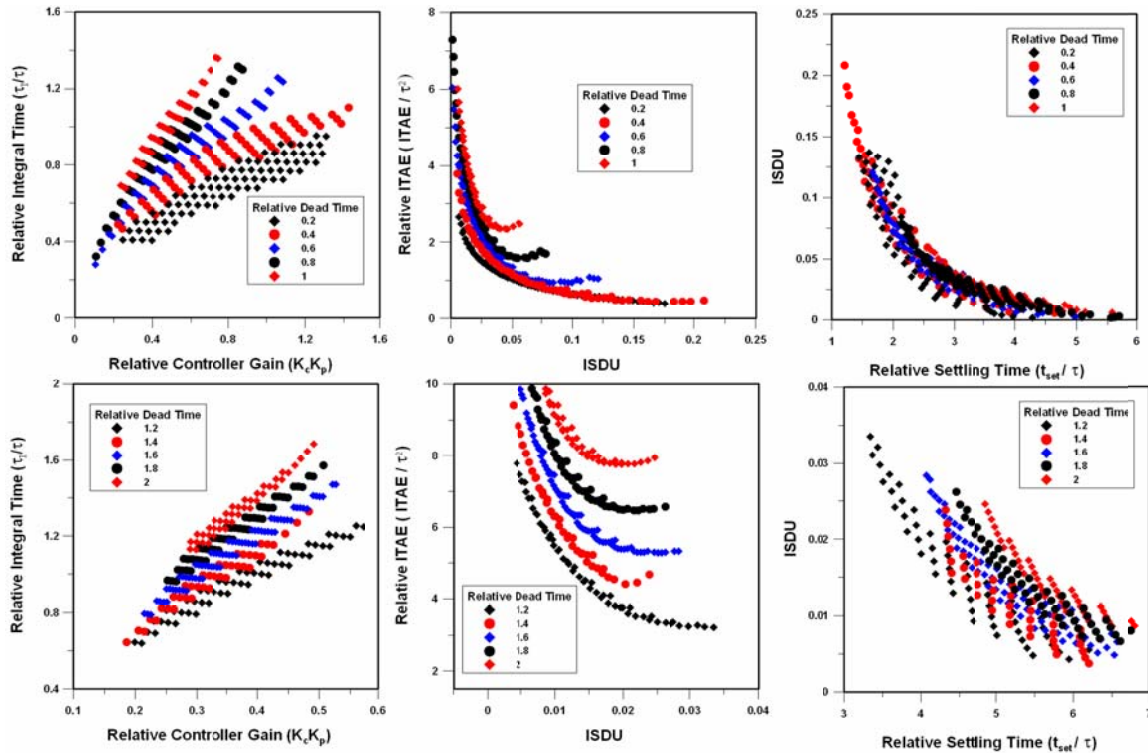 Relative Integral Time (τI/τ)
1.6
1.2
0.8
0.4
0
Relative Dead Time
0.2
0.4
0.6
0.8
1
0 0.4 0.8 1.2 1.6
Relative Controller Gain (KcKp)
Relative ITAE ( ITAE / τ²)
8
6
4
2
0
Relative Dead Time
0.2
0.4
0.6
0.8
1
0 0.05 0.1 0.15 0.2 0.25
ISDU
ISDU
0.25
0.2
0.15
0.1
0.05
0
Relative Dead Time
0.2
0.4
0.6
0.8
1
1 2 3 4 5 6
Relative Settling Time (tset / τ)
Relative Integral Time (τI/τ)
2
1.6
1.2
0.8
0.4
Relative Dead Time
1.2
1.4
1.6
1.8
2
0.1 0.2 0.3 0.4 0.5 0.6
Relative Controller Gain (KcKp)
Relative ITAE ( ITAE / τ²)
10
8
6
4
2
Relative Dead Time
1.2
1.4
1.6
1.8
2
0 0.01 0.02 0.03 0.04
ISDU
ISDU
0.04
0.03
0.02
0.01
0
Relative Dead Time
1.2
1.4
1.6
1.8
2
3 4 5 6 7
Relative Settling Time (tset / τ)